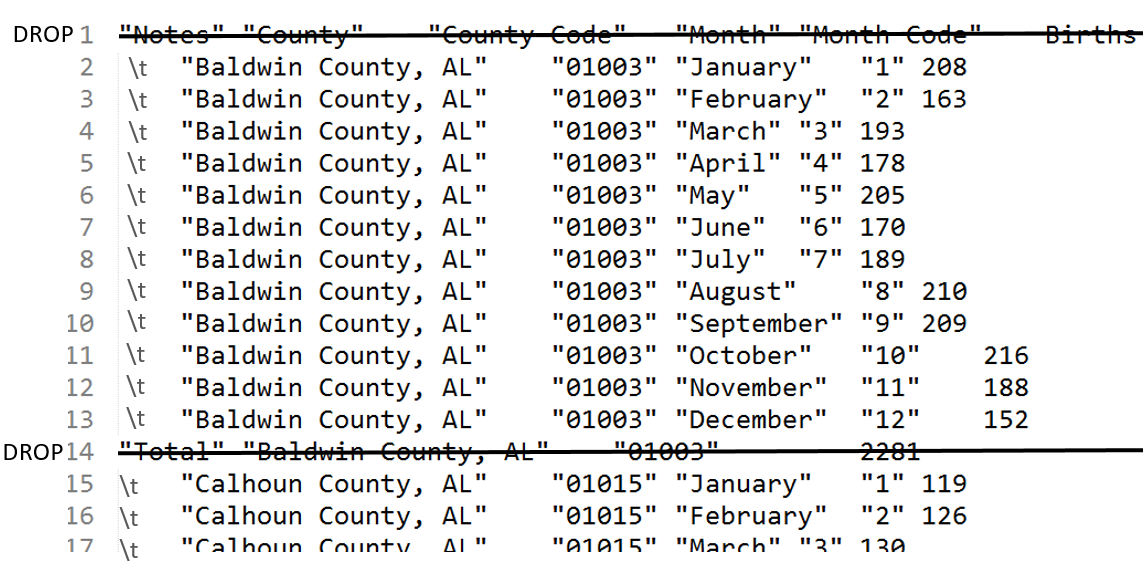 DROP 1 "Notes" "County" "County Code" "Month" "Month Code" Births
2 \t "Baldwin County, AL" "01003" "January" "1" 208
3 \t "Baldwin County, AL" "01003" "February" "2" 163
4 \t "Baldwin County, AL" "01003" "March" "3" 193
5 \t "Baldwin County, AL" "01003" "April" "4" 178
6 \t "Baldwin County, AL" "01003" "May" "5" 205
7 \t "Baldwin County, AL" "01003" "June" "6" 170
8 \t "Baldwin County, AL" "01003" "July" "7" 189
9 \t "Baldwin County, AL" "01003" "August" "8" 210
10 \t "Baldwin County, AL" "01003" "September" "9" 209
11 \t "Baldwin County, AL" "01003" "October" "10" 216
12 \t "Baldwin County, AL" "01003" "November" "11" 188
13 \t "Baldwin County, AL" "01003" "December" "12" 152
DROP 14 "Total" "Baldwin County, AL" "01003" 2281
15 \t "Calhoun County, AL" "01015" "January" "1" 119
16 \t "Calhoun County, AL" "01015" "February" "2" 126
17 \t "Calhoun County, AL" "01015" "March" "3" 130